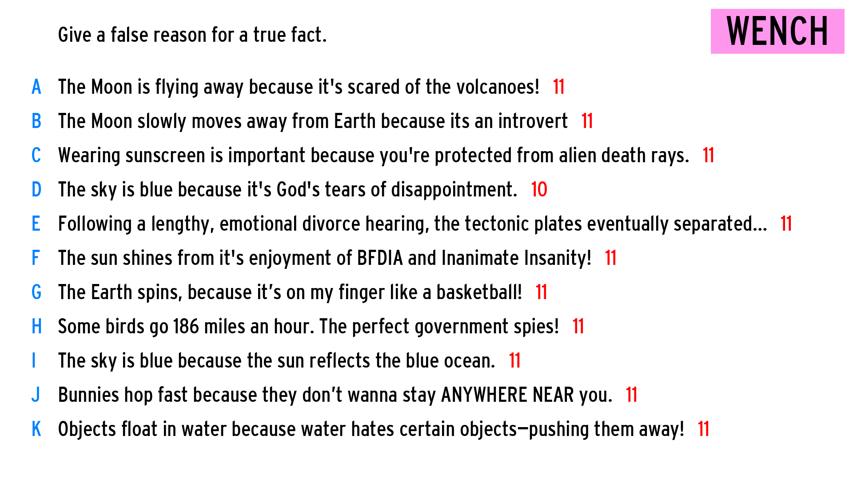 Give a false reason for a true fact.
WENCH
A The Moon is flying away because it's scared of the volcanoes! 11
B The Moon slowly moves away from Earth because its an introvert 11
C Wearing sunscreen is important because you're protected from alien death rays. 11
D The sky is blue because it's God's tears of disappointment. 10
E Following a lengthy, emotional divorce hearing, the tectonic plates eventually separated... 11
F The sun shines from it's enjoyment of BFDIA and Inanimate Insanity! 11
G The Earth spins, because it’s on my finger like a basketball! 11
H Some birds go 186 miles an hour. The perfect government spies! 11
I The sky is blue because the sun reflects the blue ocean. 11
J Bunnies hop fast because they don’t wanna stay ANYWHERE NEAR you. 11
K Objects float in water because water hates certain objects—pushing them away! 11